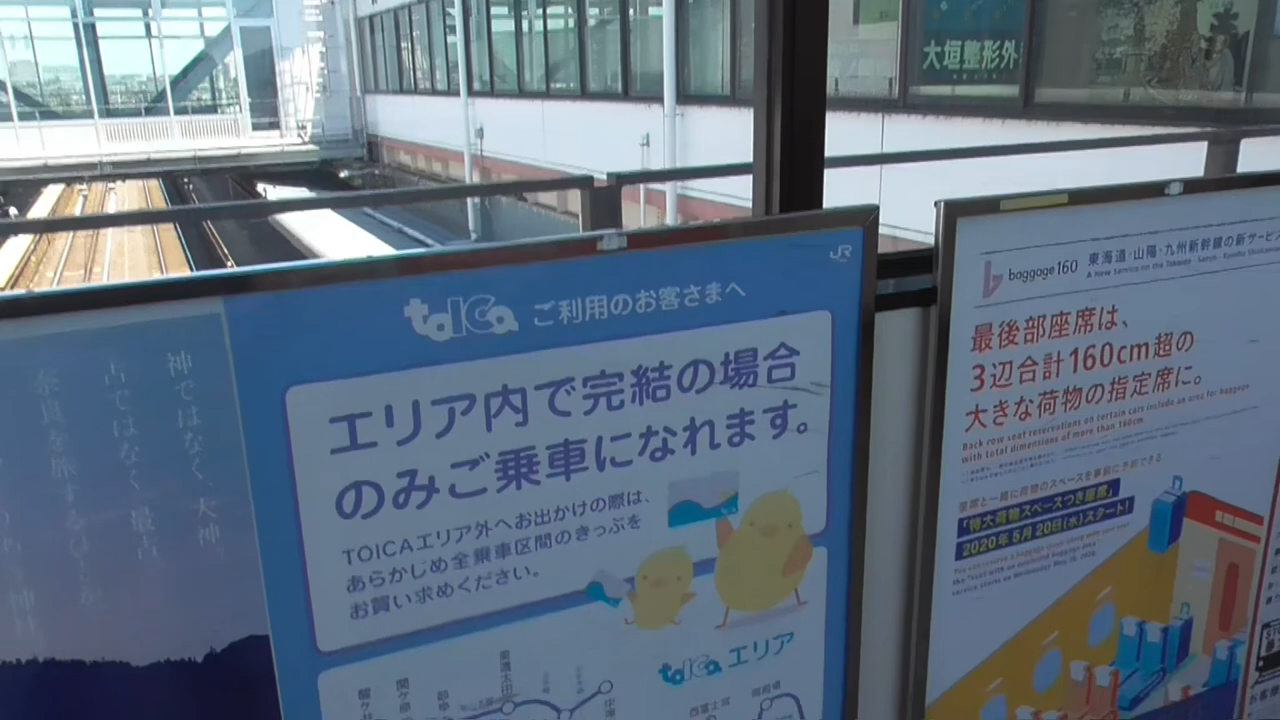 大垣整形外
神ではなく、大神。
古ではなく、最古
JR
TOICA ご利用のお客さまへ
エリア内で完結の場合
のみご乗車になれます。
TOICAエリア外へお出かけの際は、
あらかじめ全乗車区間のきっぷを
お買い求めください。
TOICA エリア
関ケ原
美濃太田
西富士宮
御殿場
baggage160
東海道・山陽・九州新幹線の新サービ
A New Service on the Tokaido・Sanyo・Kyushu Shinkans
最後部座席は、
3辺合計160cm超の
大きな荷物の指定席に。
Back row seat reservations on certain cars include an area for baggage
with total dimensions of more than 160cm
座席と一緒に荷物のスペースを事前に予約できる
「特大荷物スペースつき座席」
2020年5月20日(水)スタート!